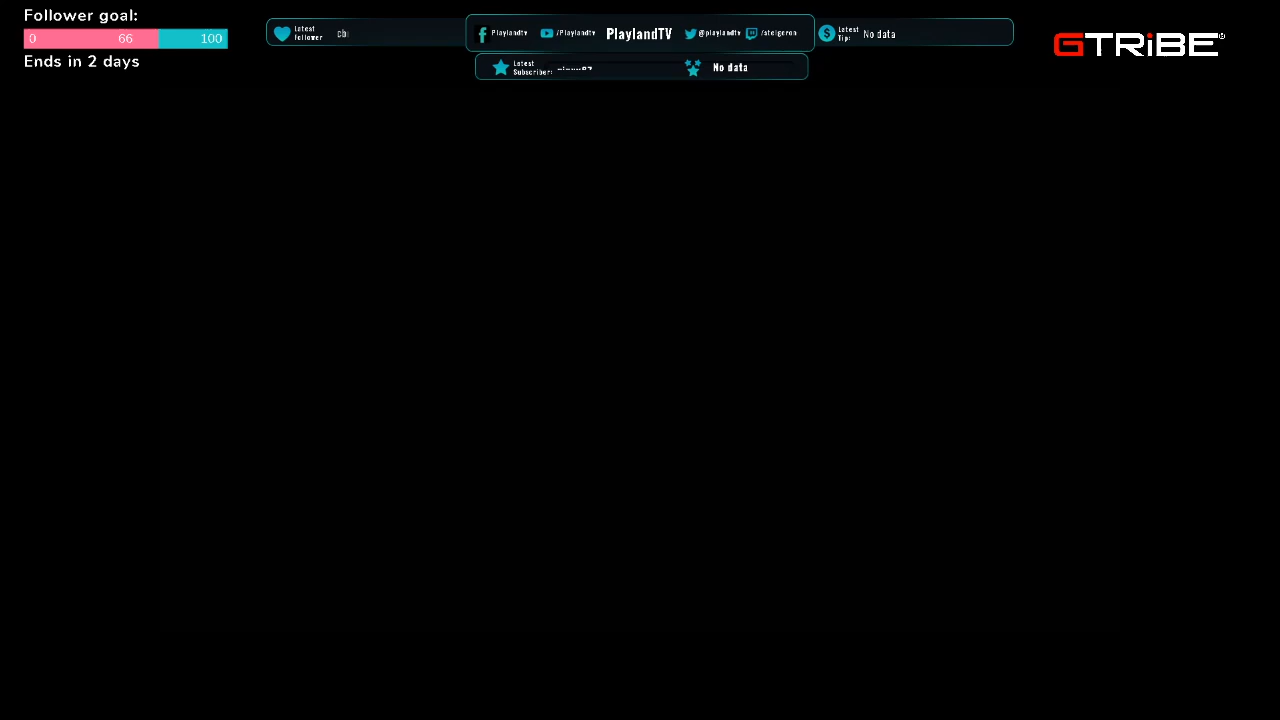 Follower goal:
0 66 100
Ends in 2 days
Latest
follower
Playlandtv
/Playlandtv
PlaylandTV
@playlandtv
Latest
Tip:
No data
Latest
Subscriber:
No data
GTRiBE